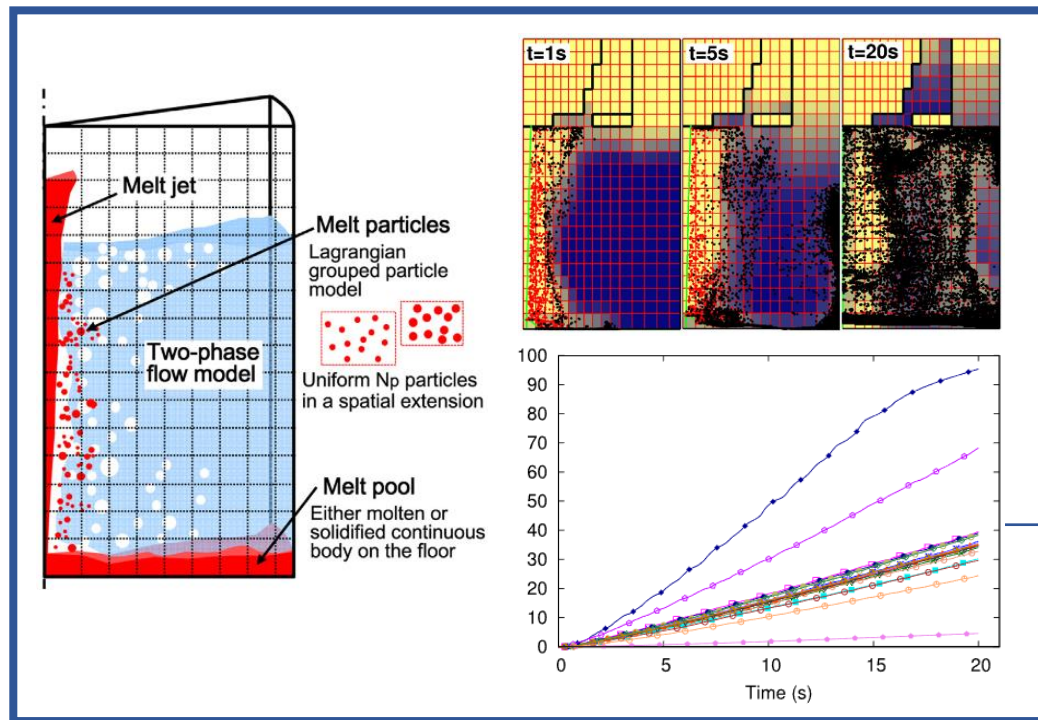 Melt jet
Melt particles
Lagrangian
grouped particle
model
Two-phase
flow model
Uniform Np particles
in a spatial extension
Melt pool
Either molten or
solidified continuous
body on the floor
t=1s
t=5s
t=20s
100
90
80
70
60
50
40
30
20
10
0
0
5
10
15
20
Time (s)